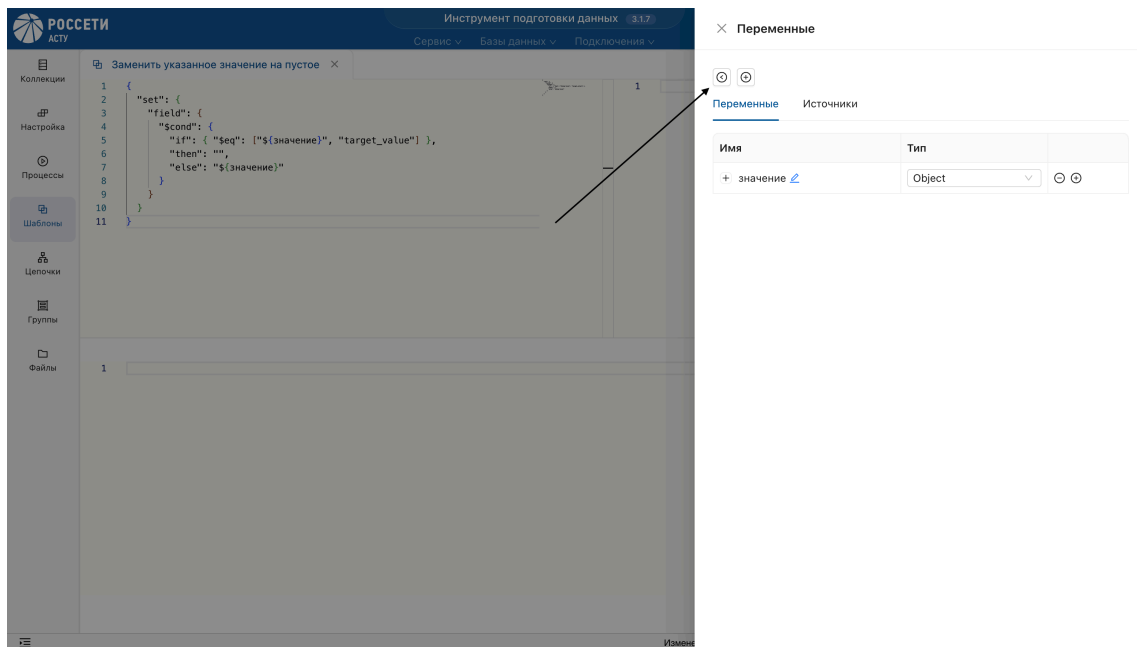 РОССЕТИ
АСТУ
Инструмент подготовки данных 3.1.7
Сервис Базы данных Подключения
Коллекции
Настройка
Процессы
Шаблоны
Цепочки
Группы
Файлы
Заменить указанное значение на пустое
1 {
2 "set": {
3 "field": {
4 "$cond": {
5 "if": { "$eq": ["${значение}", "target_value"] },
6 "then": "",
7 "else": "${значение}"
8 }
9 }
10 }
11 }
1
1
Переменные
Переменные Источники
Имя Тип
значение Object